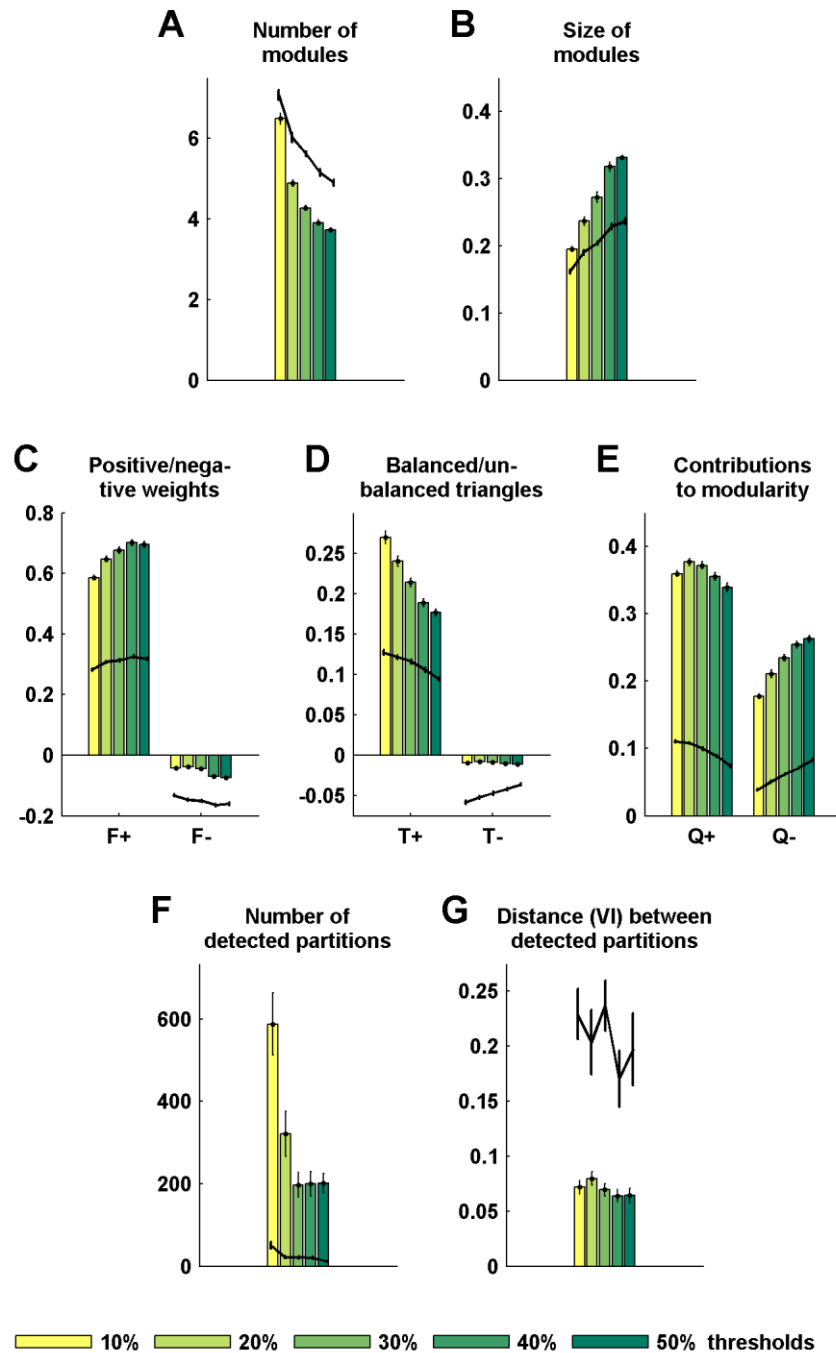 A
Number of
modules
6
4
2
0
B
Size of
modules
0.4
0.3
0.2
0.1
0
C
Positive/nega-
tive weights
0.8
0.6
0.4
0.2
0
-0.2
F+ F-
D
Balanced/un-
balanced triangles
0.25
0.2
0.15
0.1
0.05
0
-0.05
T+ T-
E
Contributions
to modularity
0.4
0.3
0.2
0.1
0
Q+ Q-
F
Number of
detected partitions
600
400
200
0
G
Distance (VI) between
detected partitions
0.25
0.2
0.15
0.1
0.05
0
10% 20% 30% 40% 50% thresholds